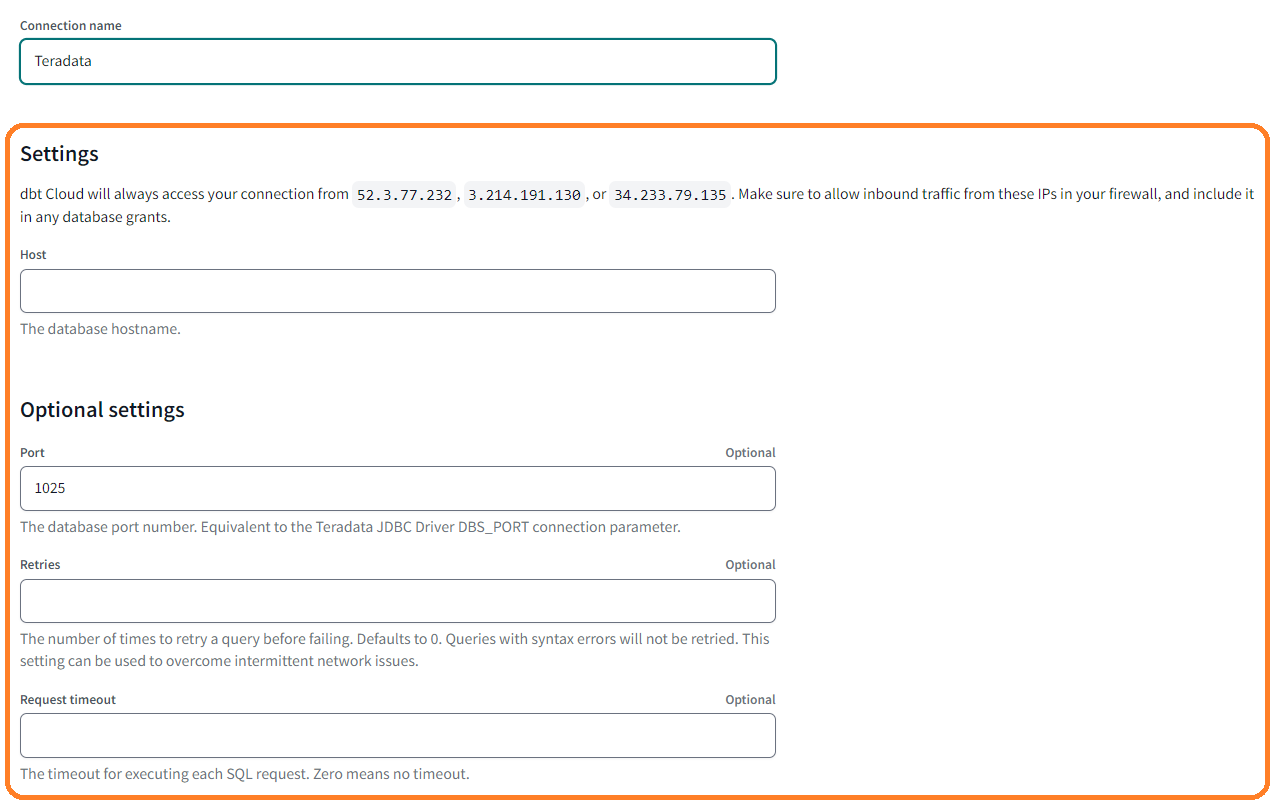 Connection name
Teradata
Settings
dbt Cloud will always access your connection from 52.3.77.232, 3.214.191.130, or 34.233.79.135. Make sure to allow inbound traffic from these IPs in your firewall, and include it
in any database grants.
Host
The database hostname.
Optional settings
Port Optional
1025
The database port number. Equivalent to the Teradata JDBC Driver DBS_PORT connection parameter.
Retries Optional
The number of times to retry a query before failing. Defaults to 0. Queries with syntax errors will not be retried. This
setting can be used to overcome intermittent network issues.
Request timeout Optional
The timeout for executing each SQL request. Zero means no timeout.